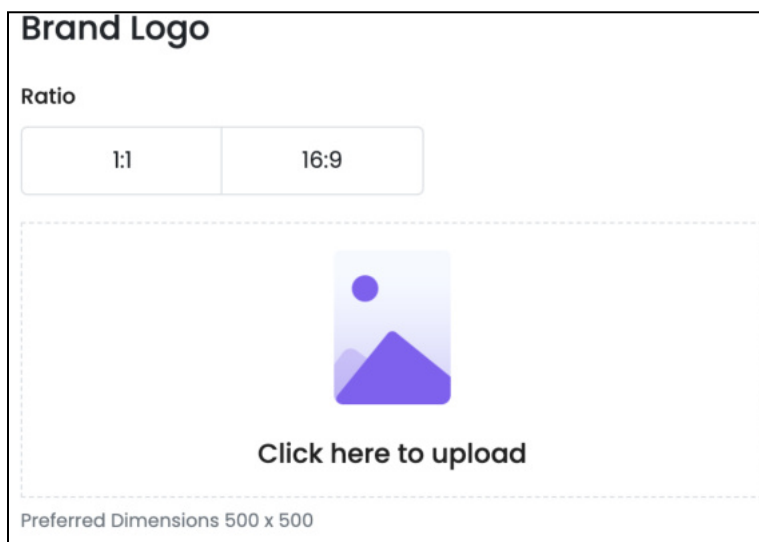 Brand Logo
Ratio
1:1 16:9
Click here to upload
Preferred Dimensions 500 x 500